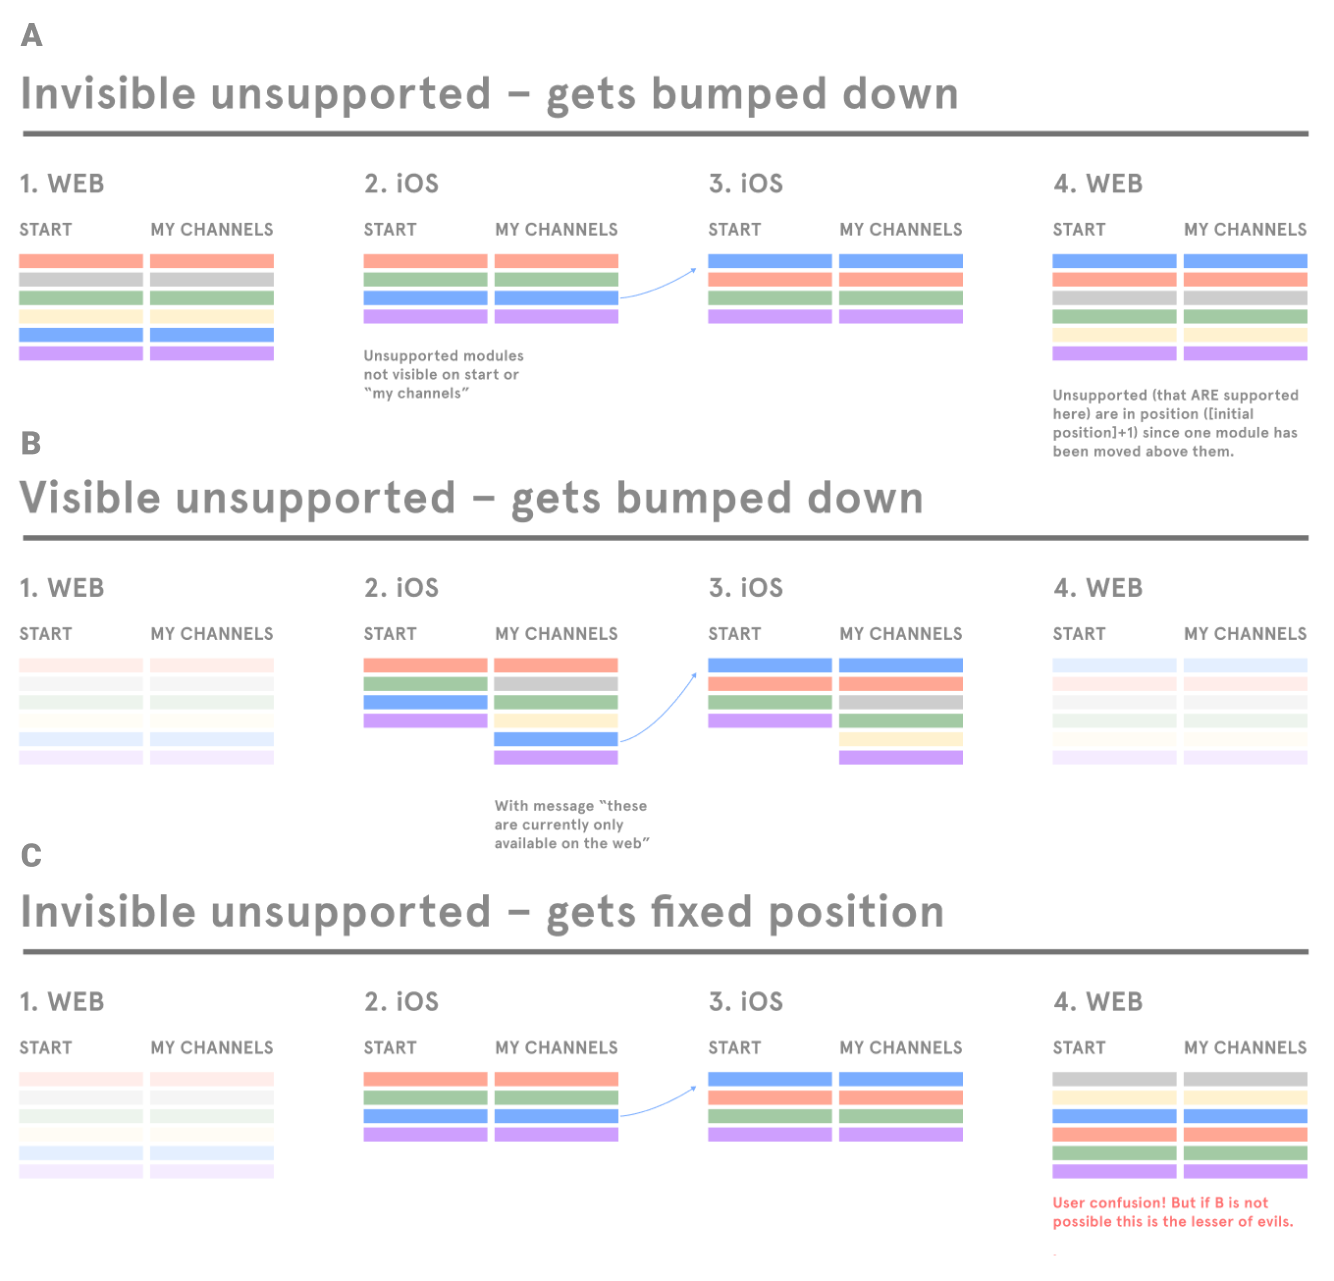 A
Invisible unsupported – gets bumped down
1. WEB
2. iOS
3. iOS
4. WEB
START
MY CHANNELS
START
MY CHANNELS
START
MY CHANNELS
START
MY CHANNELS
Unsupported modules
not visible on start or
“my channels”
Unsupported (that ARE supported
here) are in position ([initial
position]+1) since one module has
been moved above them.
B
Visible unsupported – gets bumped down
1. WEB
2. iOS
3. iOS
4. WEB
START
MY CHANNELS
START
MY CHANNELS
START
MY CHANNELS
START
MY CHANNELS
With message “these
are currently only
available on the web”
C
Invisible unsupported – gets fixed position
1. WEB
2. iOS
3. iOS
4. WEB
START
MY CHANNELS
START
MY CHANNELS
START
MY CHANNELS
START
MY CHANNELS
User confusion! But if B is not
possible this is the lesser of evils.